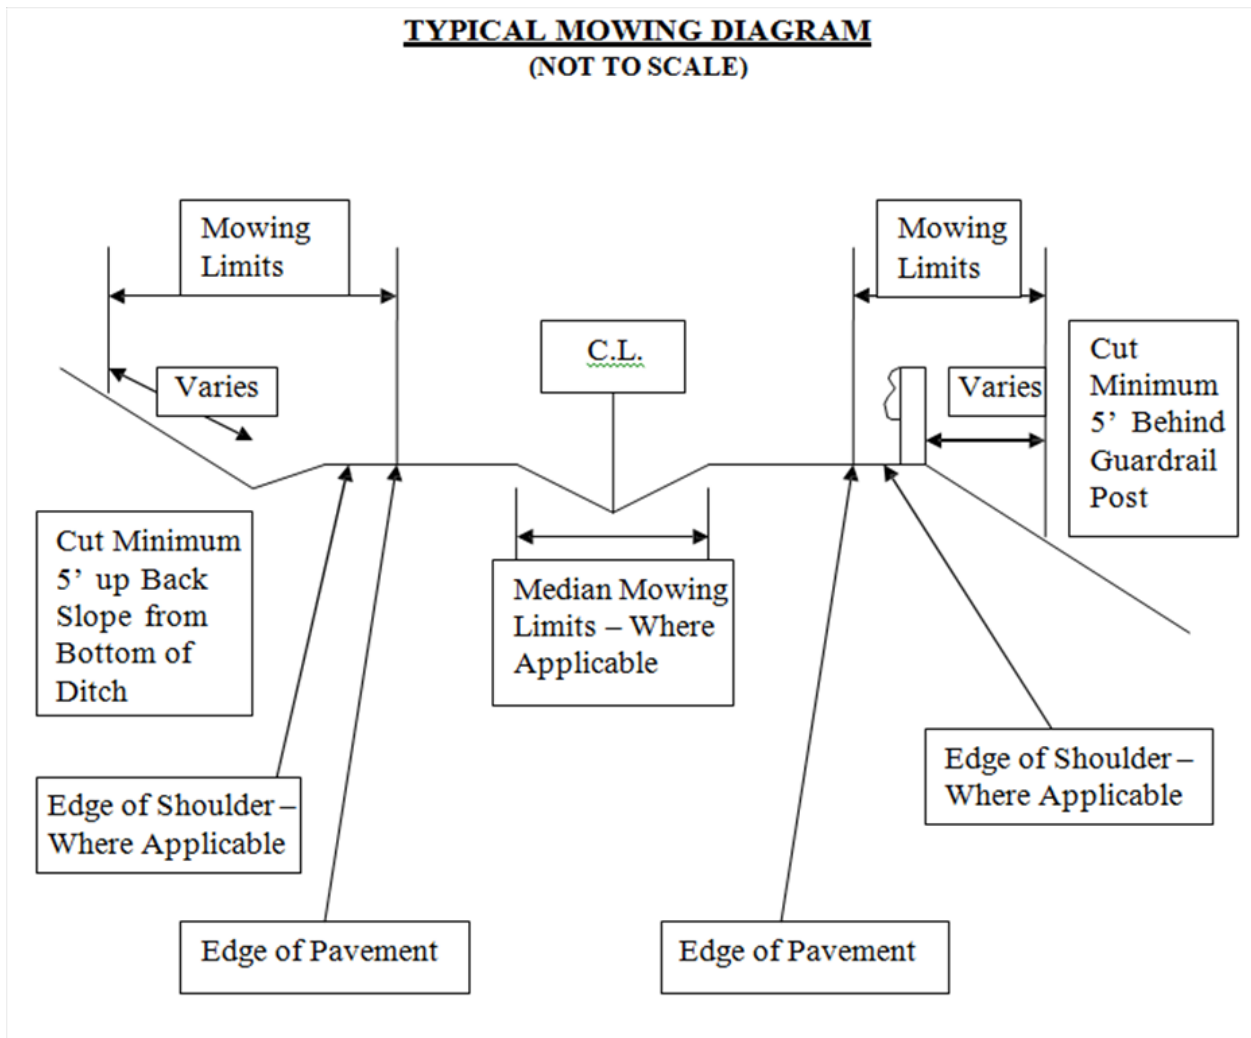 TYPICAL MOWING DIAGRAM
(NOT TO SCALE)
Mowing
Limits
Mowing
Limits
C.L.
Varies
Varies
Cut
Minimum
5’ Behind
Guardrail
Post
Cut Minimum
5’ up Back
Slope from
Bottom of
Ditch
Median Mowing
Limits – Where
Applicable
Edge of Shoulder –
Where Applicable
Edge of Shoulder –
Where Applicable
Edge of Pavement
Edge of Pavement